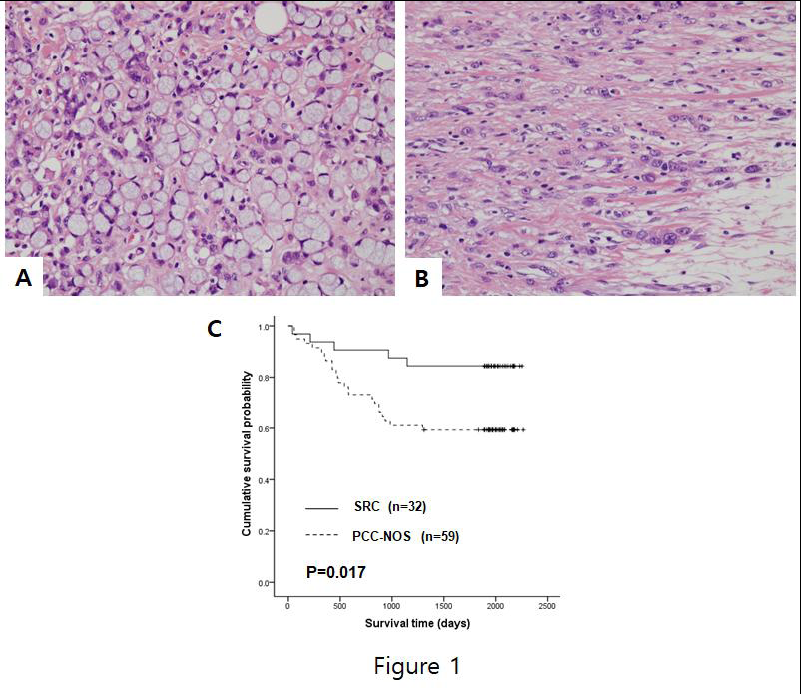 A
B
C
1.0
0.8
0.6
0.4
0.2
0.0
Cumulative survival probability
SRC (n=32)
PCC-NOS (n=59)
P=0.017
0 500 1000 1500 2000 2500
Survival time (days)
Figure 1